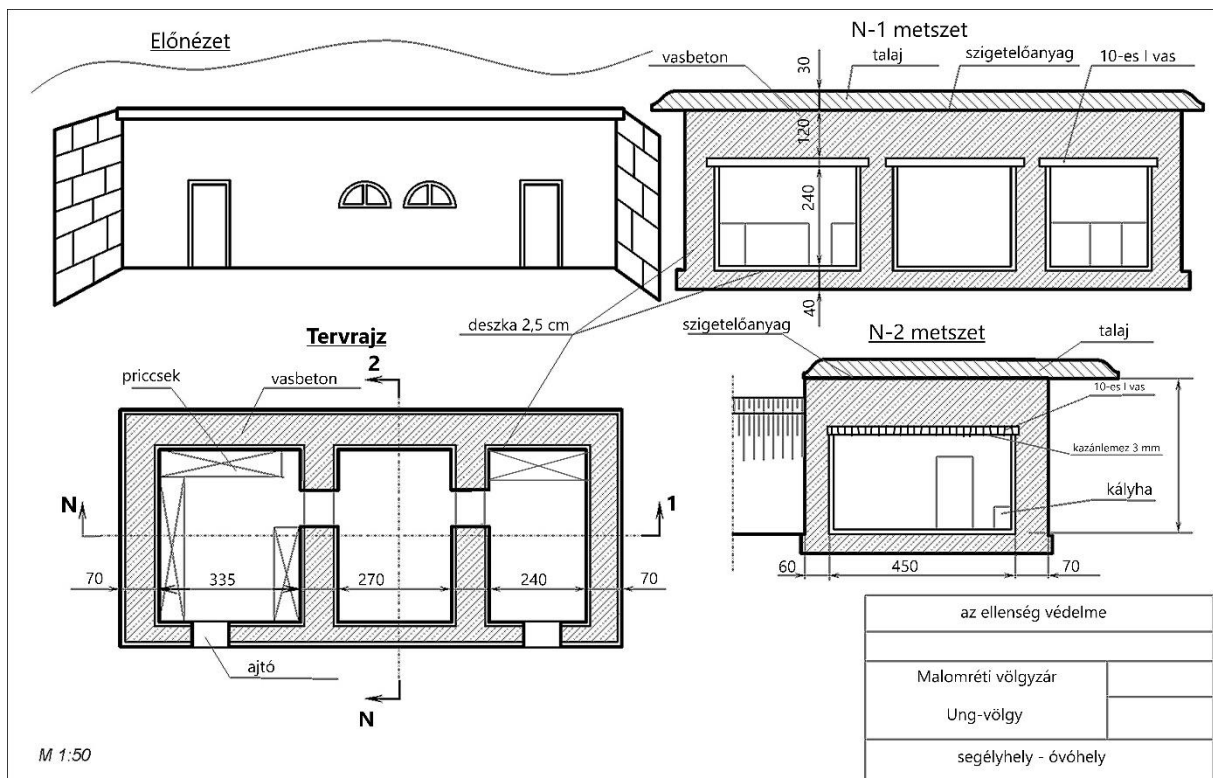 Előnézet
N-1 metszet
vasbeton
talaj
szigetelőanyag
10-es I vas
30
120
240
40
deszka 2,5 cm
Tervrajz
2
priccsek
vasbeton
N
1
70
335
270
240
70
ajtó
N
M 1:50
szigetelőanyag
N-2 metszet
talaj
10-es I vas
kazánlemez 3 mm
kályha
60
450
70
az ellenség védelme
Malomréti völgyzár
Ung-völgy
segélyhely - óvóhely